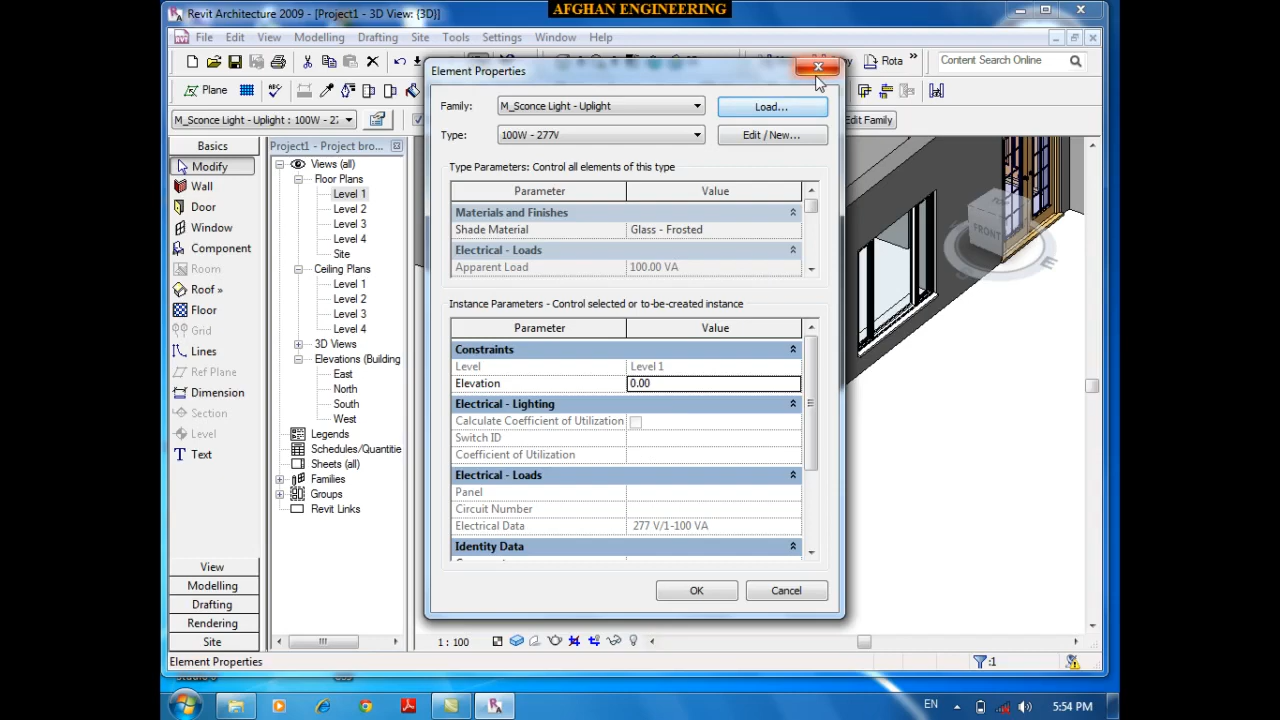 AFGHAN ENGINEERING
Revit Architecture 2009 - [Project1 - 3D View: {3D}]
File Edit View Modelling Drafting Site Tools Settings Window Help
Rota
Content Search Online
Plane
M_Sconce Light - Uplight : 100W - 27
Edit Family
Element Properties
Family:
M_Sconce Light - Uplight
Load...
Type:
100W - 277V
Edit / New...
Type Parameters: Control all elements of this type
Parameter Value
Materials and Finishes
Shade Material Glass - Frosted
Electrical - Loads
Apparent Load 100.00 VA
Instance Parameters - Control selected or to-be-created instance
Parameter Value
Constraints
Level Level 1
Elevation 0.00
Electrical - Lighting
Calculate Coefficient of Utilization
Switch ID
Coefficient of Utilization
Electrical - Loads
Panel
Circuit Number
Electrical Data 277 V/1-100 VA
Identity Data
OK Cancel
Basics
Modify
Wall
Door
Window
Component
Room
Roof »
Floor
Grid
Lines
Ref Plane
Dimension
Section
Level
Text
View
Modelling
Drafting
Rendering
Site
Project1 - Project bro...
Views (all)
Floor Plans
Level 1
Level 2
Level 3
Level 4
Site
Ceiling Plans
Level 1
Level 2
Level 3
Level 4
3D Views
Elevations (Building
East
North
South
West
Legends
Schedules/Quantitie
Sheets (all)
Families
Groups
Revit Links
TOP
FRONT
E
1 : 100
Element Properties
:1
EN
5:54 PM